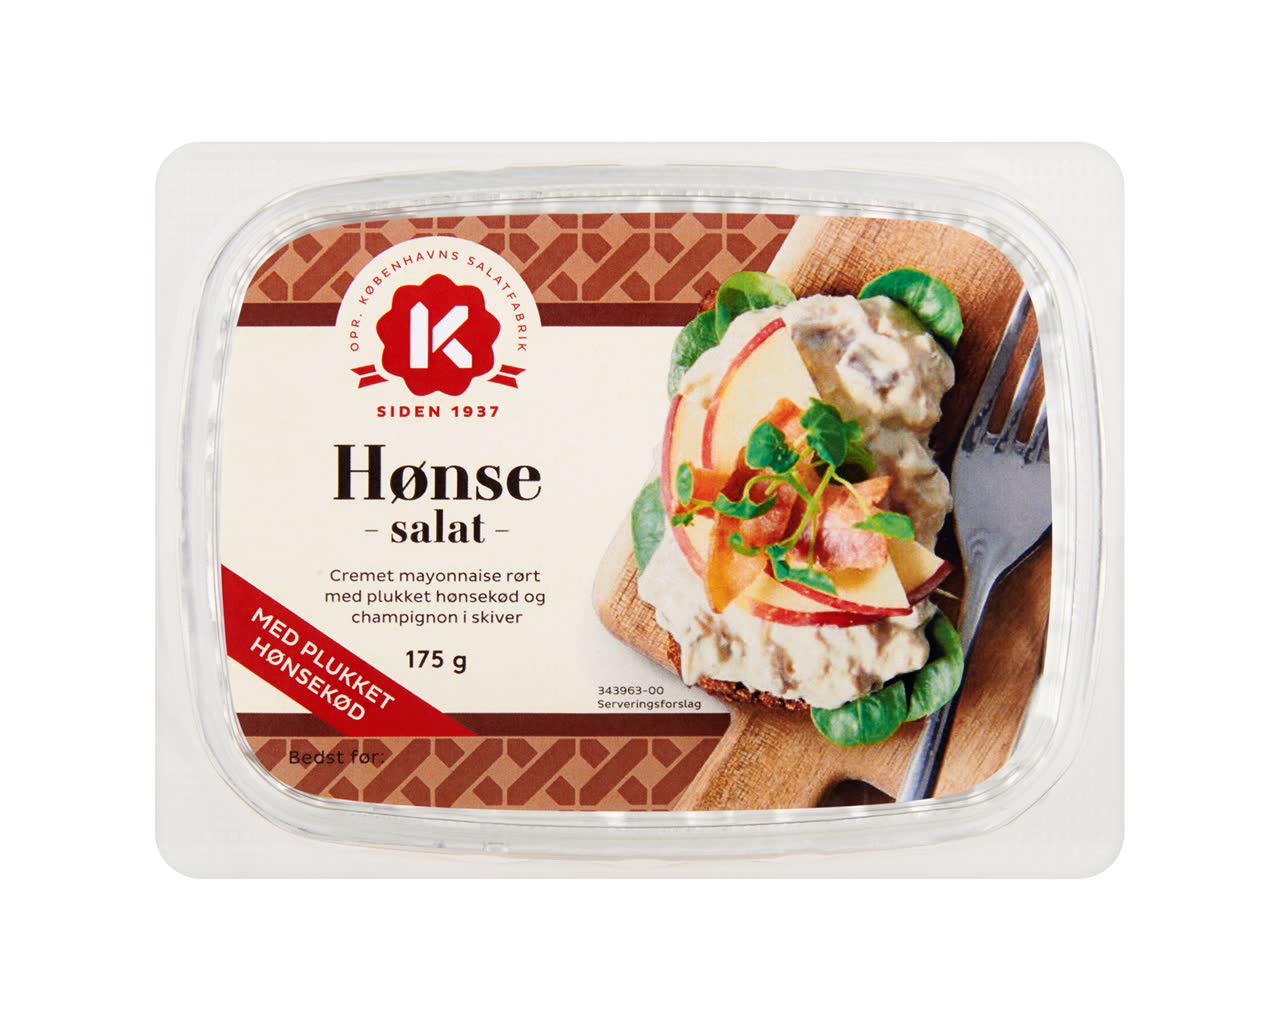 OPR. KØBENHAVNS SALATFABRIK
K
SIDEN 1937
Hønse
- salat -
Cremet mayonnaise rørt
med plukket hønsekød og
champignon i skiver
175 g
MED PLUKKET
HØNSEKØD
343963-00
Serveringsforslag
Bedst før: